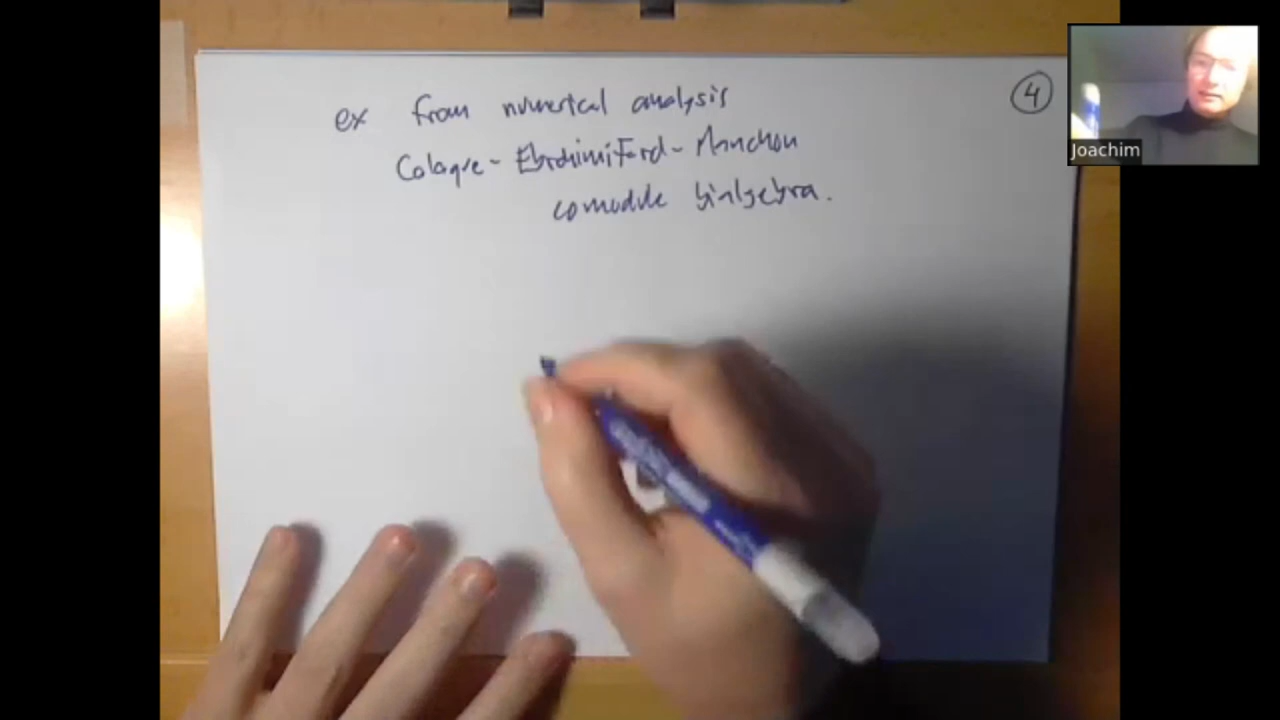 ex from numerical analysis
④
Calaque - Ebrahimi Fard - Manchon
comodule bialgebra.
Joachim